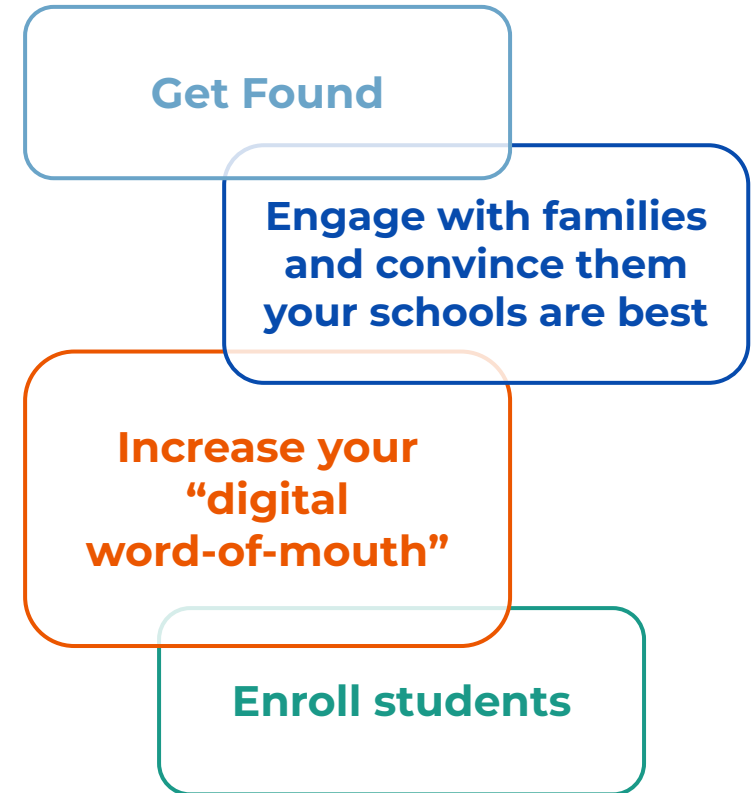 Get Found
Engage with families
and convince them
your schools are best
Increase your
“digital
word-of-mouth”
Enroll students